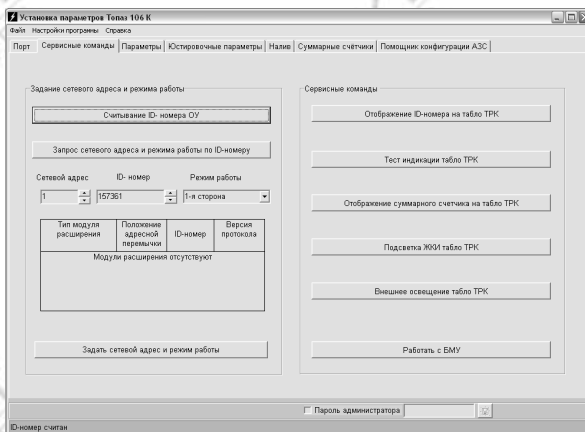 Установка параметров Топаз 106 К
Файл Настройки программы Справка
Порт Сервисные команды Параметры Юстировочные параметры Налив Суммарные счётчики Помощник конфигурации АЗС
Задание сетевого адреса и режима работы
Считывание ID- номера ОУ
Запрос сетевого адреса и режима работы по ID-номеру
Сетевой адрес ID- номер Режим работы
1 157361 1-я сторона
Тип модуля расширения Положение адресной перемычки ID-номер Версия протокола
Модули расширения отсутствуют
Задать сетевой адрес и режим работы
Сервисные команды
Отображение ID-номера на табло ТРК
Тест индикации табло ТРК
Отображение суммарного счетчика на табло ТРК
Подсветка ЖКИ табло ТРК
Внешнее освещение табло ТРК
Работать с БМУ
Пароль администратора
ID-номер считан